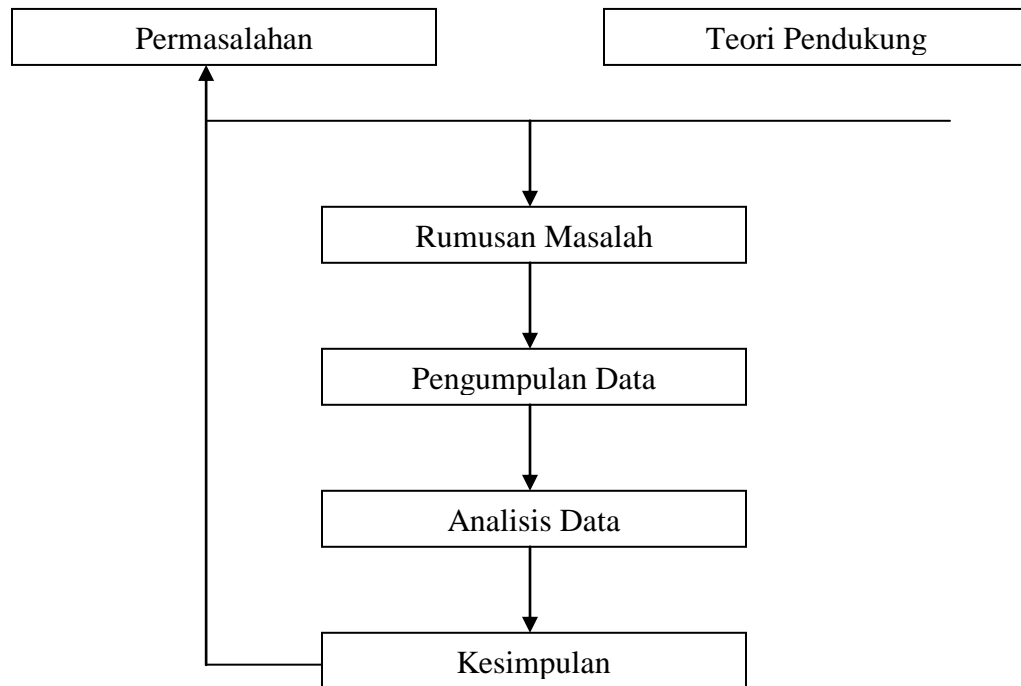 Permasalahan
Teori Pendukung
Rumusan Masalah
Pengumpulan Data
Analisis Data
Kesimpulan